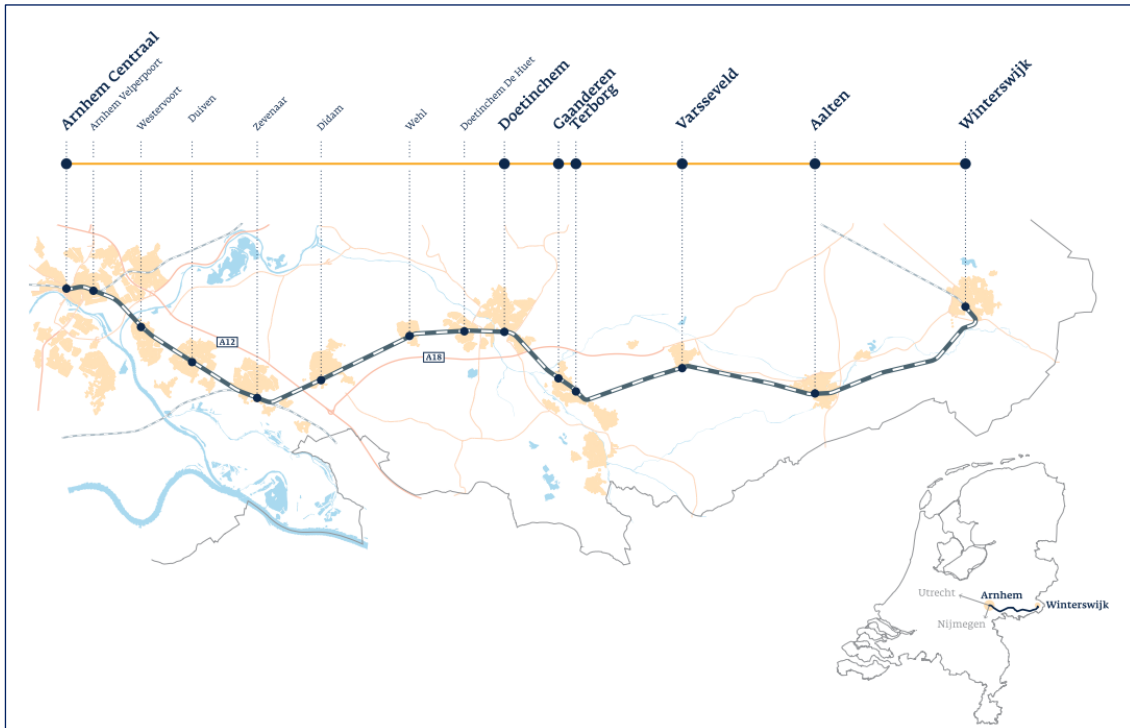 Arnhem Centraal
Arnhem Velperpoort
Westervoort
Duiven
Zevenaar
Didam
Wehl
Doetinchem De Huet
Doetinchem
Gaanderen
Terborg
Varsseveld
Aalten
Winterswijk
A12
A18
Utrecht
Arnhem
Winterswijk
Nijmegen